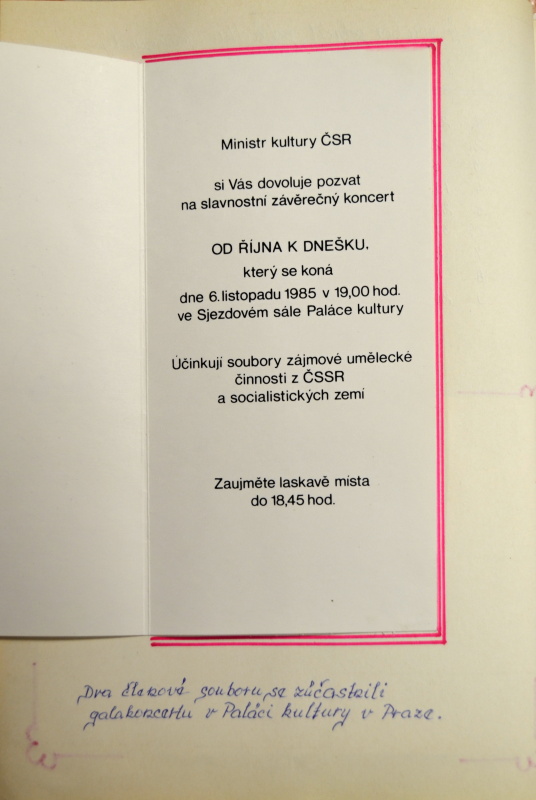 Ministr kultury ČSR
si Vás dovoluje pozvat
na slavnostní závěrečný koncert
OD ŘÍJNA K DNEŠKU,
který se koná
dne 6. listopadu 1985 v 19,00 hod.
ve Sjezdovém sále Paláce kultury
Účinkují soubory zájmové umělecké
činnosti z ČSSR
a socialistických zemí
Zaujměte laskavě místa
do 18,45 hod.
Dva členové souboru se zúčastnili
galakoncertu v Paláci kultury v Praze.